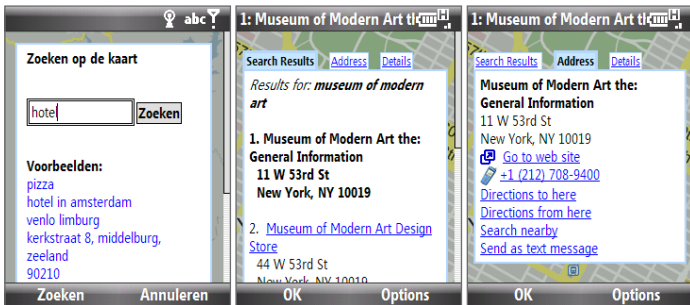 abc
Zoeken op de kaart
hotel
Zoeken
Voorbeelden:
pizza
hotel in amsterdam
venlo limburg
kerkstraat 8, middelburg,
zeeland
90210
Zoeken Annuleren
1: Museum of Modern Art th
Search Results Address Details
Results for: museum of modern
art
1. Museum of Modern Art the:
General Information
11 W 53rd St
New York, NY 10019
2. Museum of Modern Art Design
Store
44 W 53rd St
New York, NY 10019
OK Options
1: Museum of Modern Art th
Search Results Address Details
Museum of Modern Art the:
General Information
11 W 53rd St
New York, NY 10019
Go to web site
+1 (212) 708-9400
Directions to here
Directions from here
Search nearby
Send as text message
OK Options